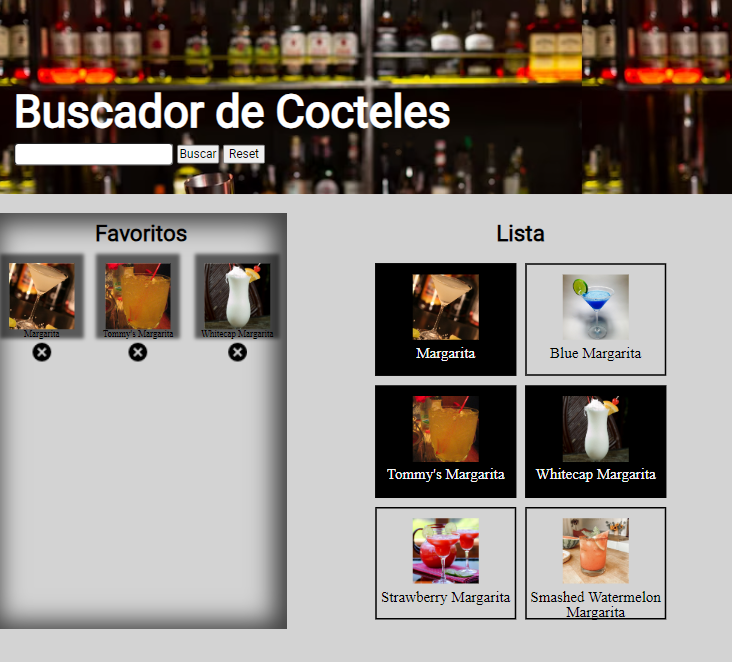 Buscador de Cocteles
Buscar Reset
Favoritos
Margarita
Tommy's Margarita
Whitecap Margarita
Lista
Margarita
Blue Margarita
Tommy's Margarita
Whitecap Margarita
Strawberry Margarita
Smashed Watermelon
Margarita